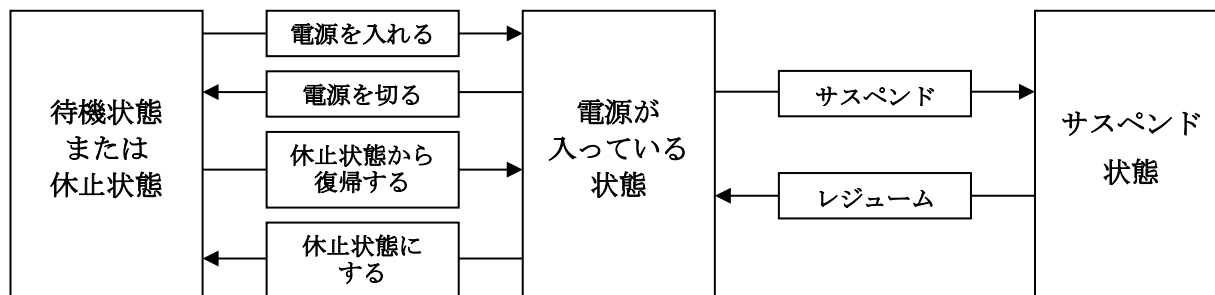 待機状態
または
休止状態
電源を入れる
電源を切る
休止状態から
復帰する
休止状態に
する
電源が
入っている
状態
サスペンド
レジューム
サスペンド
状態